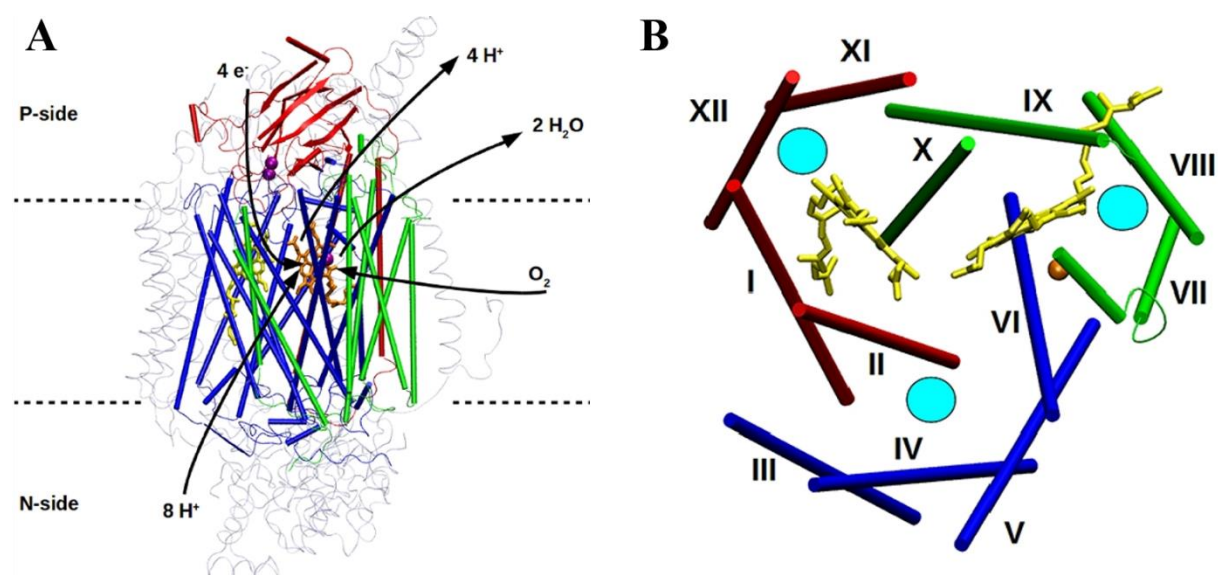 A
4 e-
4 H+
P-side
2 H2O
O2
N-side
8 H+
B
XI
IX
XII
X
VIII
I
VII
VI
II
IV
III
V